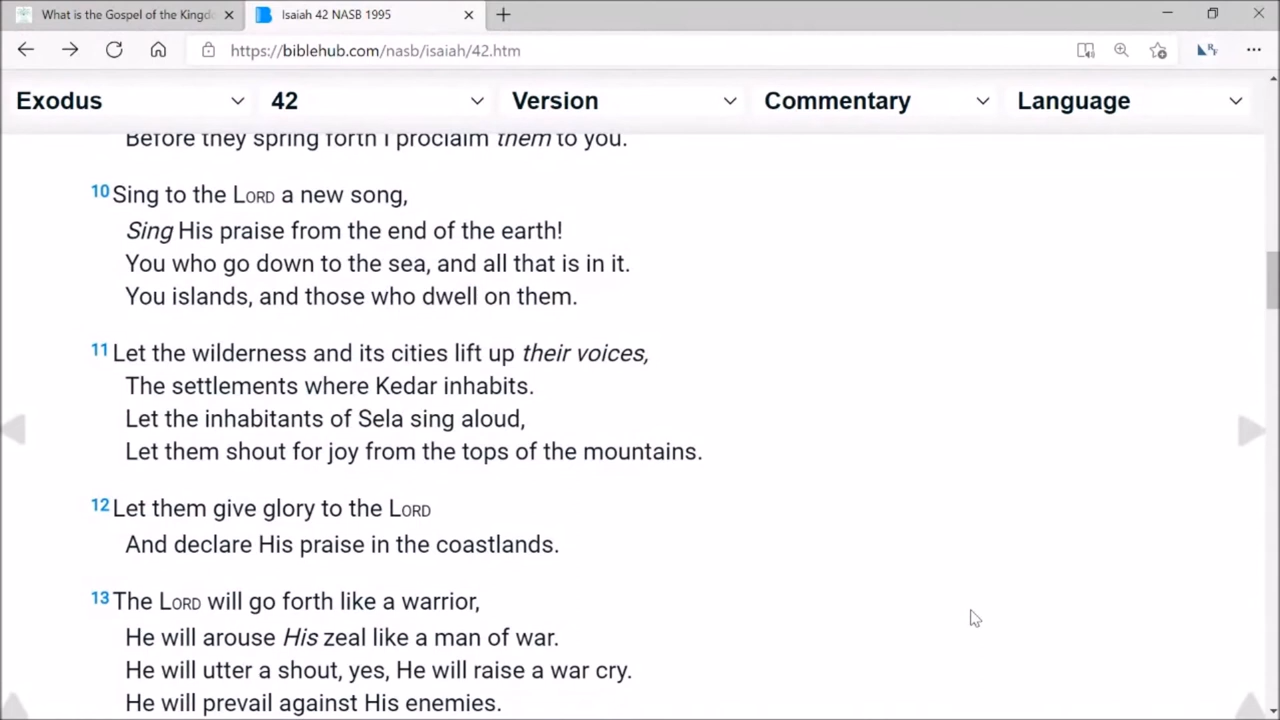 What is the Gospel of the Kingd
Isaiah 42 NASB 1995
https://biblehub.com/nasb/isaiah/42.htm
Exodus 42 Version Commentary Language
Before they spring forth I proclaim them to you.
10 Sing to the LORD a new song,
Sing His praise from the end of the earth!
You who go down to the sea, and all that is in it.
You islands, and those who dwell on them.
11 Let the wilderness and its cities lift up their voices,
The settlements where Kedar inhabits.
Let the inhabitants of Sela sing aloud,
Let them shout for joy from the tops of the mountains.
12 Let them give glory to the LORD
And declare His praise in the coastlands.
13 The LORD will go forth like a warrior,
He will arouse His zeal like a man of war.
He will utter a shout, yes, He will raise a war cry.
He will prevail against His enemies.